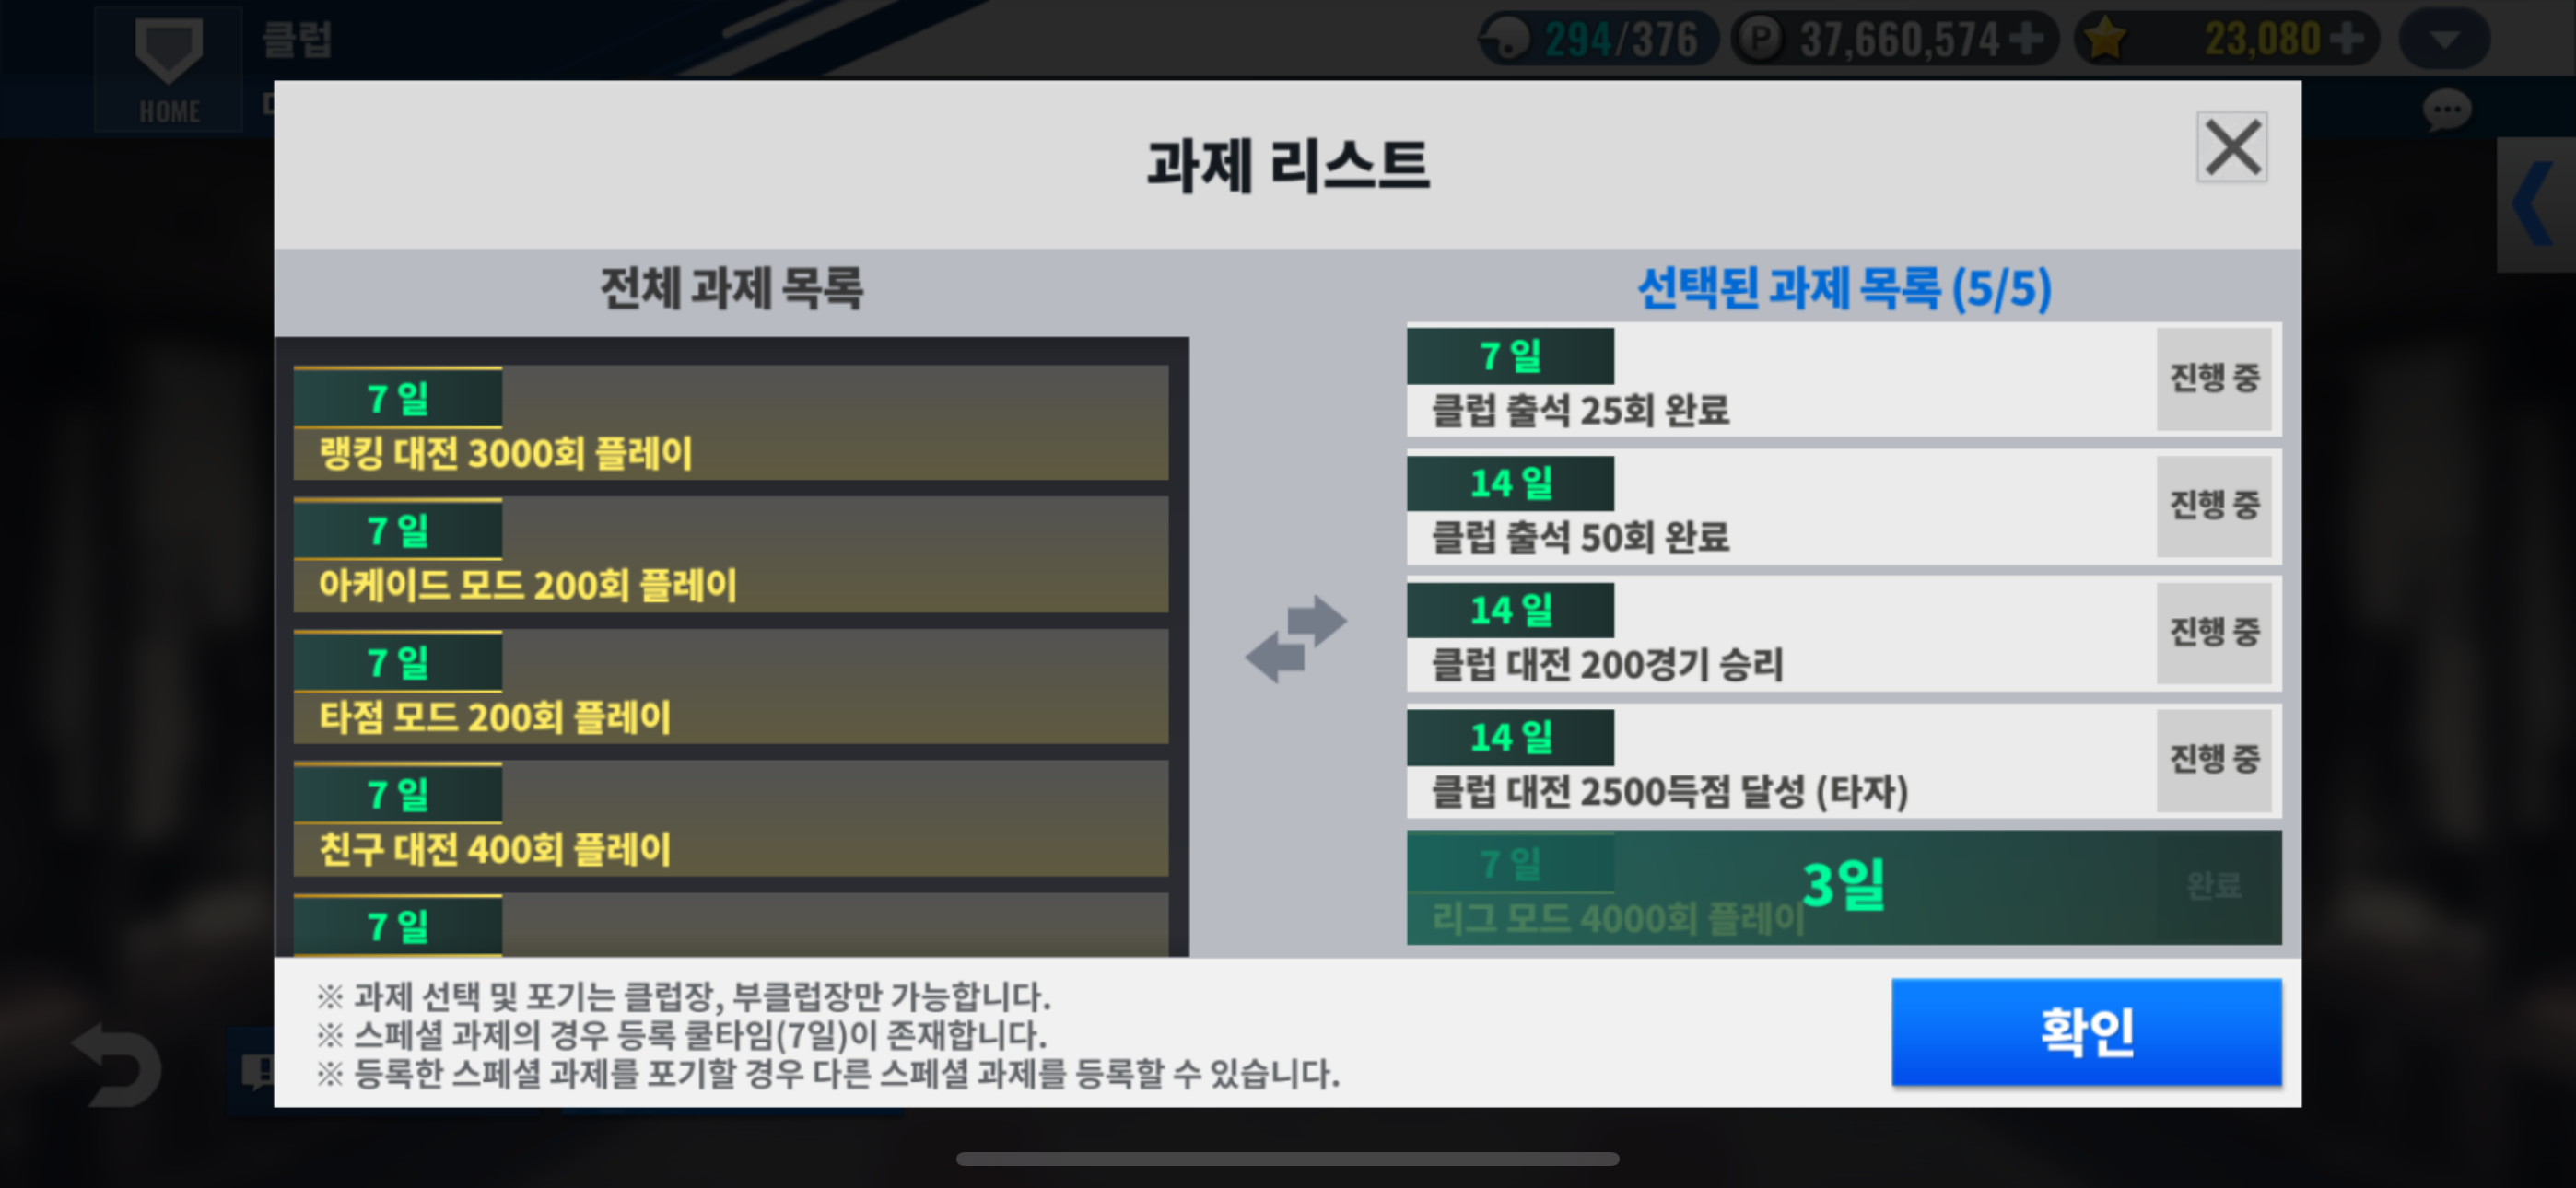 클럽
294/376
P 37,660,574
23,080
HOME
과제 리스트
전체 과제 목록
선택된 과제 목록 (5/5)
7 일
랭킹 대전 3000회 플레이
7 일
아케이드 모드 200회 플레이
7 일
타점 모드 200회 플레이
7 일
친구 대전 400회 플레이
7 일
7 일
클럽 출석 25회 완료
진행 중
14 일
클럽 출석 50회 완료
진행 중
14 일
클럽 대전 200경기 승리
진행 중
14 일
클럽 대전 2500득점 달성 (타자)
진행 중
7 일
리그 모드 4000회 플레이
3일
완료
※ 과제 선택 및 포기는 클럽장, 부클럽장만 가능합니다.
※ 스페셜 과제의 경우 등록 쿨타임(7일)이 존재합니다.
※ 등록한 스페셜 과제를 포기할 경우 다른 스페셜 과제를 등록할 수 있습니다.
확인